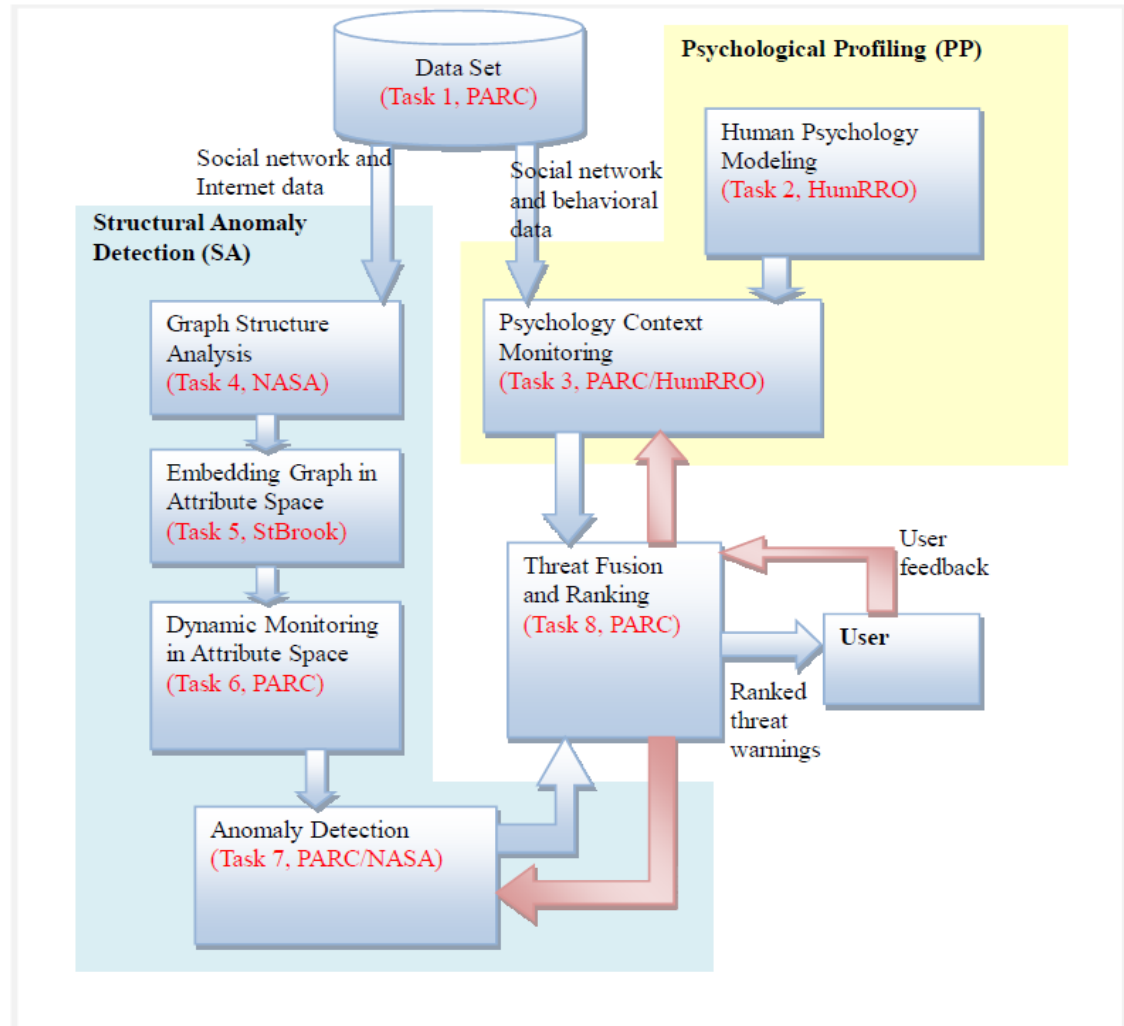 Data Set
(Task 1, PARC)
Psychological Profiling (PP)
Human Psychology
Modeling
(Task 2, HumRRO)
Social network and
Internet data
Social network
and behavioral
data
Structural Anomaly
Detection (SA)
Graph Structure
Analysis
(Task 4, NASA)
Psychology Context
Monitoring
(Task 3, PARC/HumRRO)
Embedding Graph in
Attribute Space
(Task 5, StBrook)
Dynamic Monitoring
in Attribute Space
(Task 6, PARC)
Threat Fusion
and Ranking
(Task 8, PARC)
User
feedback
User
Ranked
threat
warnings
Anomaly Detection
(Task 7, PARC/NASA)